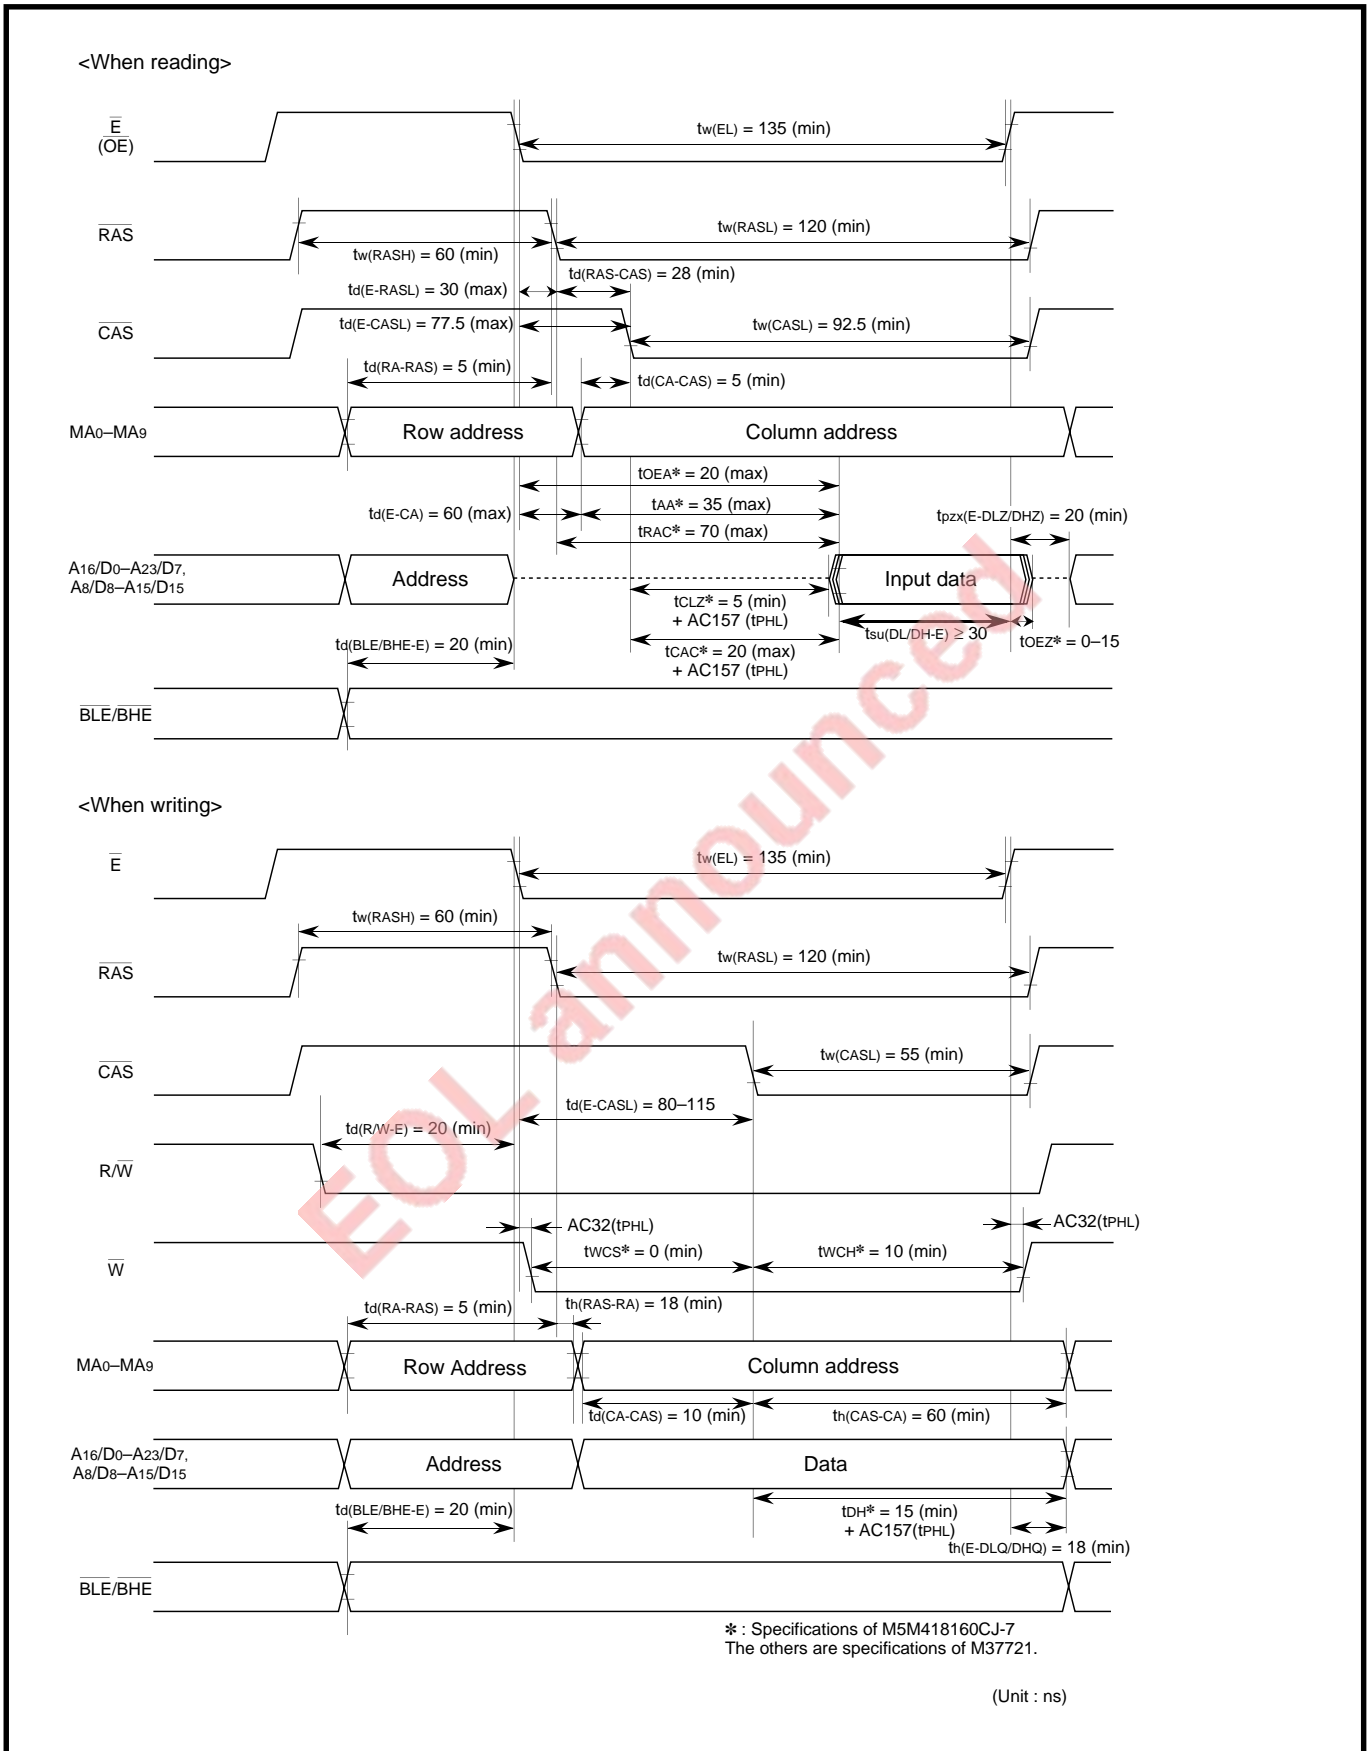 <When reading>
E
(OE)
tw(EL) = 135 (min)
RAS
tw(RASL) = 120 (min)
tw(RASH) = 60 (min)
td(RAS-CAS) = 28 (min)
td(E-RASL) = 30 (max)
CAS
td(E-CASL) = 77.5 (max)
tw(CASL) = 92.5 (min)
td(RA-RAS) = 5 (min)
td(CA-CAS) = 5 (min)
MA0–MA9
Row address
Column address
tOEA* = 20 (max)
td(E-CA) = 60 (max)
tAA* = 35 (max)
tpzx(E-DLZ/DHZ) = 20 (min)
tRAC* = 70 (max)
A16/D0–A23/D7,
A8/D8–A15/D15
Address
Input data
tCLZ* = 5 (min)
+ AC157 (tPHL)
tsu(DL/DH-E) ≥ 30
tOEZ* = 0–15
td(BLE/BHE-E) = 20 (min)
tCAC* = 20 (max)
+ AC157 (tPHL)
BLE/BHE
<When writing>
E
tw(EL) = 135 (min)
tw(RASH) = 60 (min)
RAS
tw(RASL) = 120 (min)
CAS
tw(CASL) = 55 (min)
td(E-CASL) = 80–115
td(R/W-E) = 20 (min)
R/W
AC32(tPHL)
AC32(tPHL)
W
tWCS* = 0 (min)
tWCH* = 10 (min)
td(RA-RAS) = 5 (min)
th(RAS-RA) = 18 (min)
MA0–MA9
Row Address
Column address
td(CA-CAS) = 10 (min)
th(CAS-CA) = 60 (min)
A16/D0–A23/D7,
A8/D8–A15/D15
Address
Data
td(BLE/BHE-E) = 20 (min)
tDH* = 15 (min)
+ AC157(tPHL)
th(E-DLQ/DHQ) = 18 (min)
BLE/BHE
* : Specifications of M5M418160CJ-7
The others are specifications of M37721.
(Unit : ns)
EOL announced